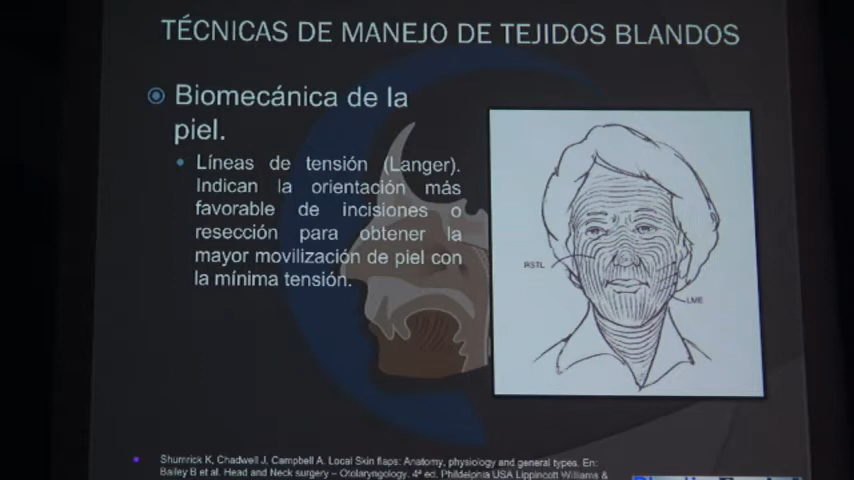 TÉCNICAS DE MANEJO DE TEJIDOS BLANDOS
Biomecánica de la
piel.
Líneas de tensión (Langer).
Indican la orientación más
favorable de incisiones o
resección para obtener la
mayor movilización de piel con
la mínima tensión.
RSTL
LME
Shumrick K, Chadwell J, Campbell A. Local Skin flaps: Anatomy, physiology and general types. En:
Bailey B et al. Head and Neck surgery – Otolaryngology. 4ª ed. Phildelphia USA Lippincott Williams &